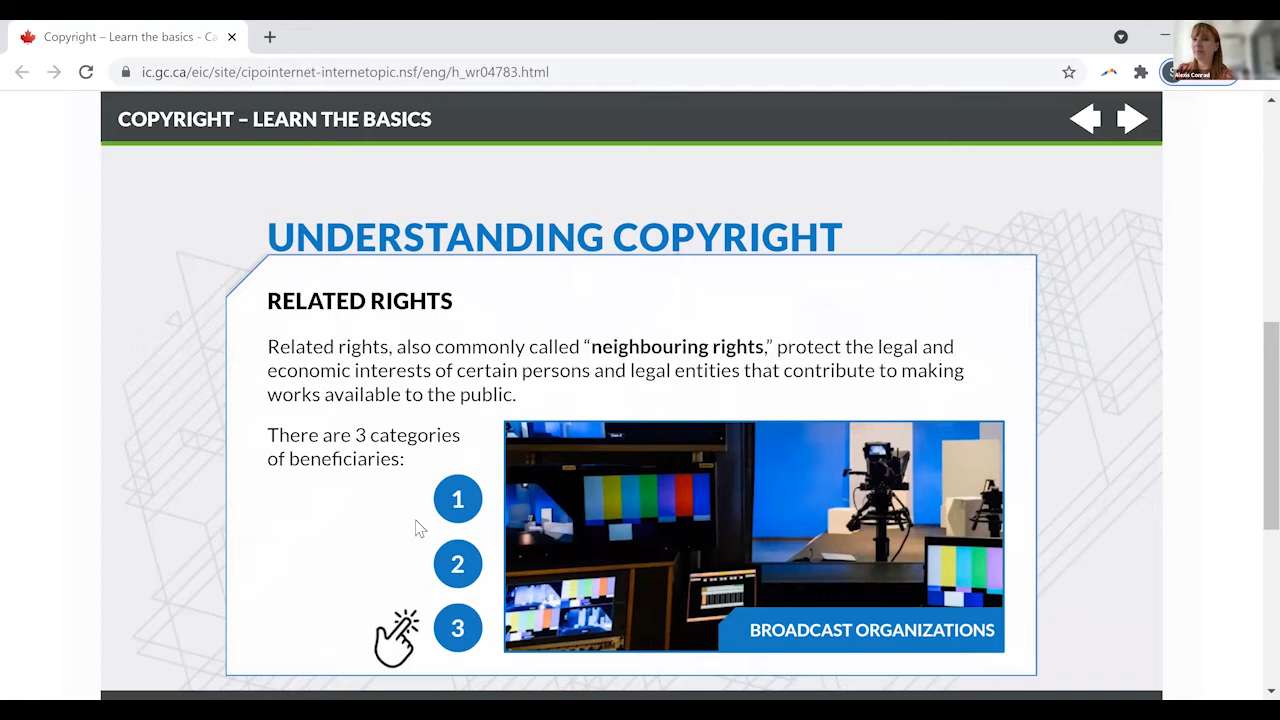 Copyright – Learn the basics - Ca
ic.gc.ca/eic/site/cipointernet-internetopic.nsf/eng/h_wr04783.html
Alexis Conrad
COPYRIGHT – LEARN THE BASICS
UNDERSTANDING COPYRIGHT
RELATED RIGHTS
Related rights, also commonly called “neighbouring rights,” protect the legal and
economic interests of certain persons and legal entities that contribute to making
works available to the public.
There are 3 categories
of beneficiaries:
1
2
3
BROADCAST ORGANIZATIONS